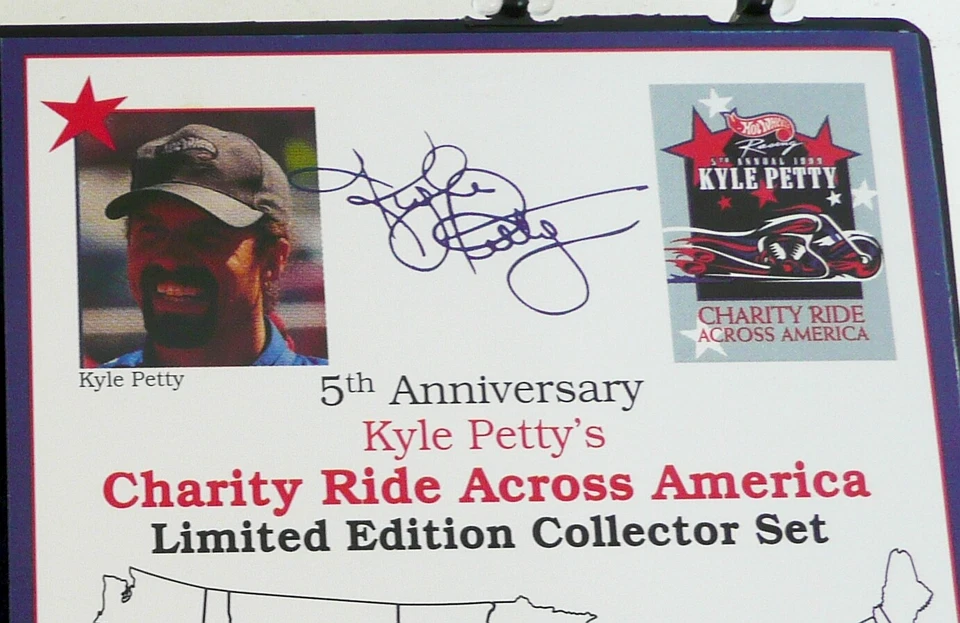 Kyle Petty
HOT WHEELS
Racing
5TH ANNUAL 1999
KYLE PETTY
CHARITY RIDE
ACROSS AMERICA
Kyle Petty
5th Anniversary
Kyle Petty's
Charity Ride Across America
Limited Edition Collector Set